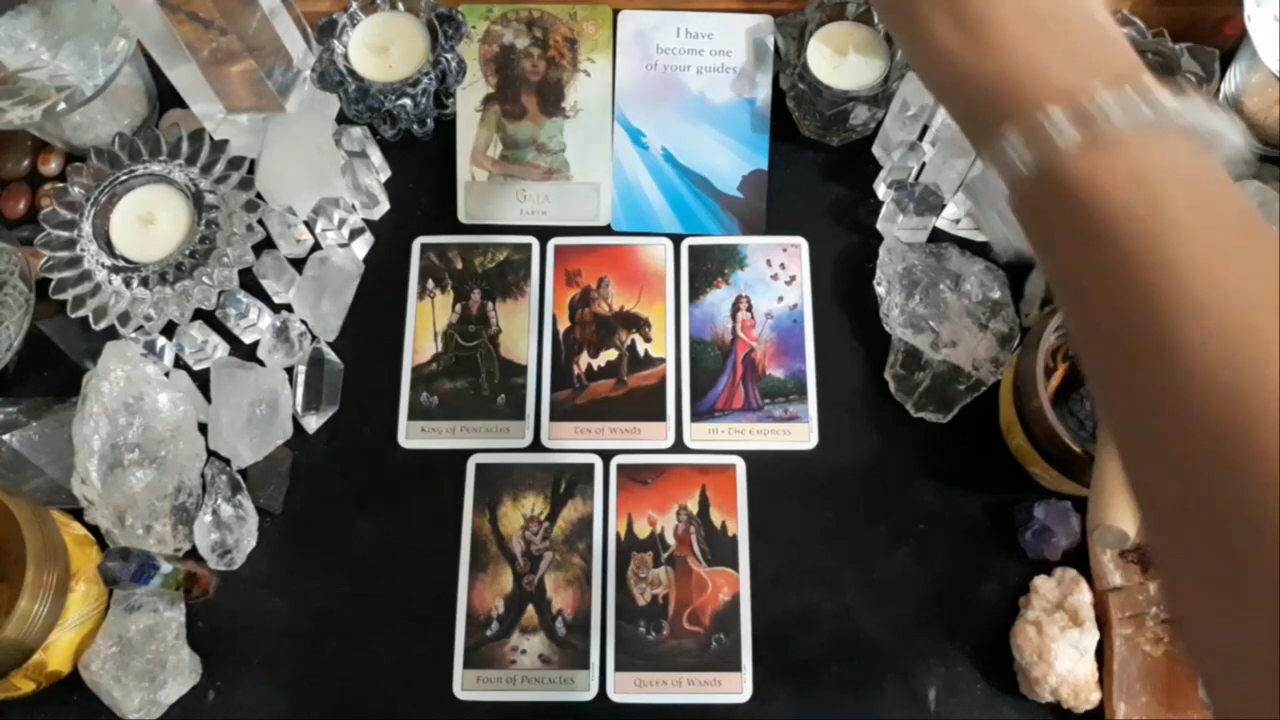 16
GAIA
EARTH
I have
become one
of your guides.
KING OF PENTACLES
TEN OF WANDS
III • THE EMPRESS
FOUR OF PENTACLES
QUEEN OF WANDS